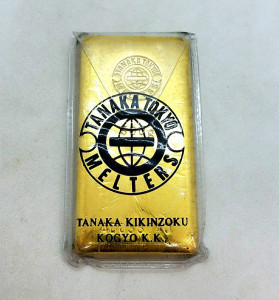 TANAKA TOKYO
MELTERS
TANAKA KIKINZOKU
KOGYO K.K.